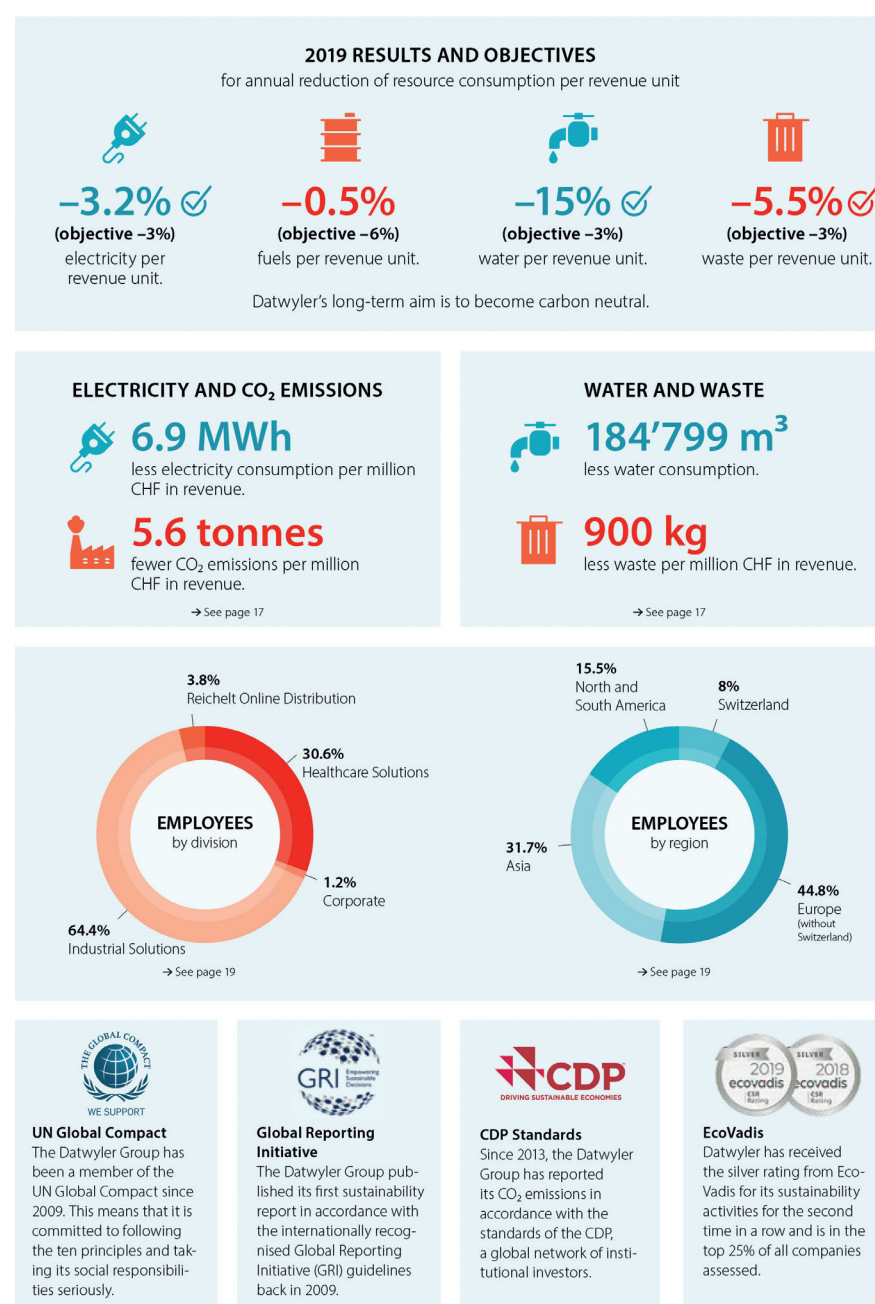 2019 RESULTS AND OBJECTIVES
for annual reduction of resource consumption per revenue unit
–3.2%
(objective –3%)
electricity per
revenue unit.
–0.5%
(objective –6%)
fuels per revenue unit.
–15%
(objective –3%)
water per revenue unit.
–5.5%
(objective –3%)
waste per revenue unit.
Datwyler’s long-term aim is to become carbon neutral.
ELECTRICITY AND CO₂ EMISSIONS
6.9 MWh
less electricity consumption per million
CHF in revenue.
5.6 tonnes
fewer CO₂ emissions per million
CHF in revenue.
→ See page 17
WATER AND WASTE
184’799 m³
less water consumption.
900 kg
less waste per million CHF in revenue.
→ See page 17
3.8%
Reichelt Online Distribution
30.6%
Healthcare Solutions
EMPLOYEES
by division
1.2%
Corporate
64.4%
Industrial Solutions
→ See page 19
15.5%
North and
South America
8%
Switzerland
EMPLOYEES
by region
31.7%
Asia
44.8%
Europe
(without
Switzerland)
→ See page 19
THE GLOBAL COMPACT
WE SUPPORT
UN Global Compact
The Datwyler Group has
been a member of the
UN Global Compact since
2009. This means that it is
committed to following
the ten principles and tak-
ing its social responsibili-
ties seriously.
GRI
Empowering
Sustainable
Decisions
Global Reporting
Initiative
The Datwyler Group pub-
lished its first sustainability
report in accordance with
the internationally recog-
nised Global Reporting
Initiative (GRI) guidelines
back in 2009.
CDP
DRIVING SUSTAINABLE ECONOMIES
CDP Standards
Since 2013, the Datwyler
Group has reported
its CO₂ emissions in
accordance with the
standards of the CDP,
a global network of insti-
tutional investors.
SILVER
2019
ecovadis
CSR
Rating
SILVER
2018
ecovadis
CSR
Rating
EcoVadis
Datwyler has received
the silver rating from Eco-
Vadis for its sustainability
activities for the second
time in a row and is in the
top 25% of all companies
assessed.